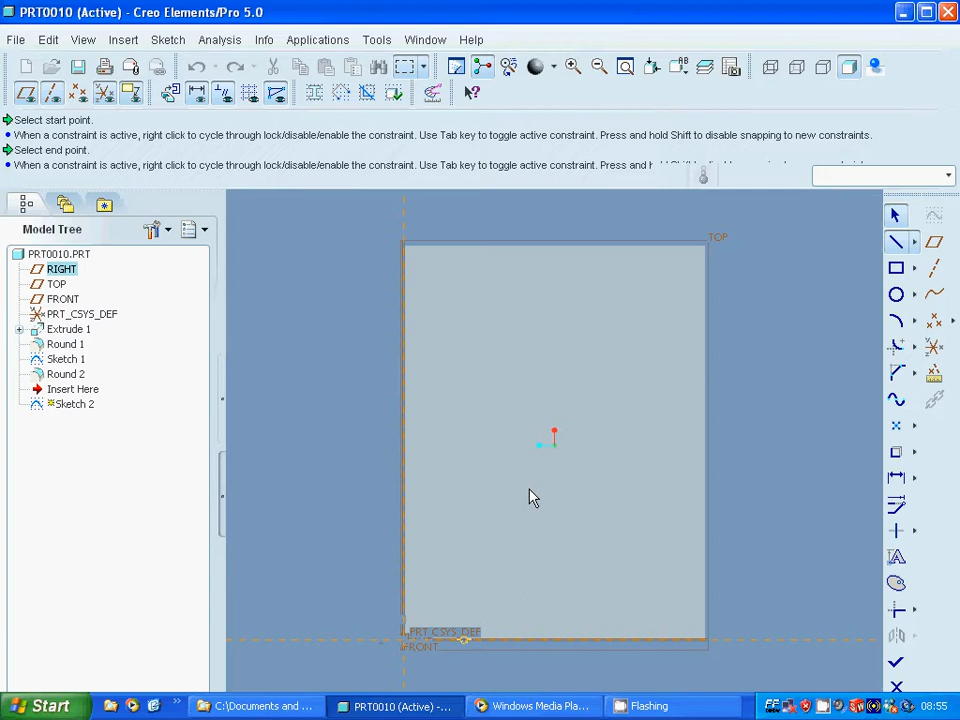 PRT0010 (Active) - Creo Elements/Pro 5.0
File Edit View Insert Sketch Analysis Info Applications Tools Window Help
Select start point.
When a constraint is active, right click to cycle through lock/disable/enable the constraint. Use Tab key to toggle active constraint. Press and hold Shift to disable snapping to new constraints.
Select end point.
When a constraint is active, right click to cycle through lock/disable/enable the constraint. Use Tab key to toggle active constraint. Press and
Model Tree
PRT0010.PRT
RIGHT
TOP
FRONT
PRT_CSYS_DEF
Extrude 1
Round 1
Sketch 1
Round 2
Insert Here
Sketch 2
TOP
PRT_CSYS_DEF
FRONT
Start C:\Documents and ... PRT0010 (Active) -... Windows Media Pla... Flashing 08:55